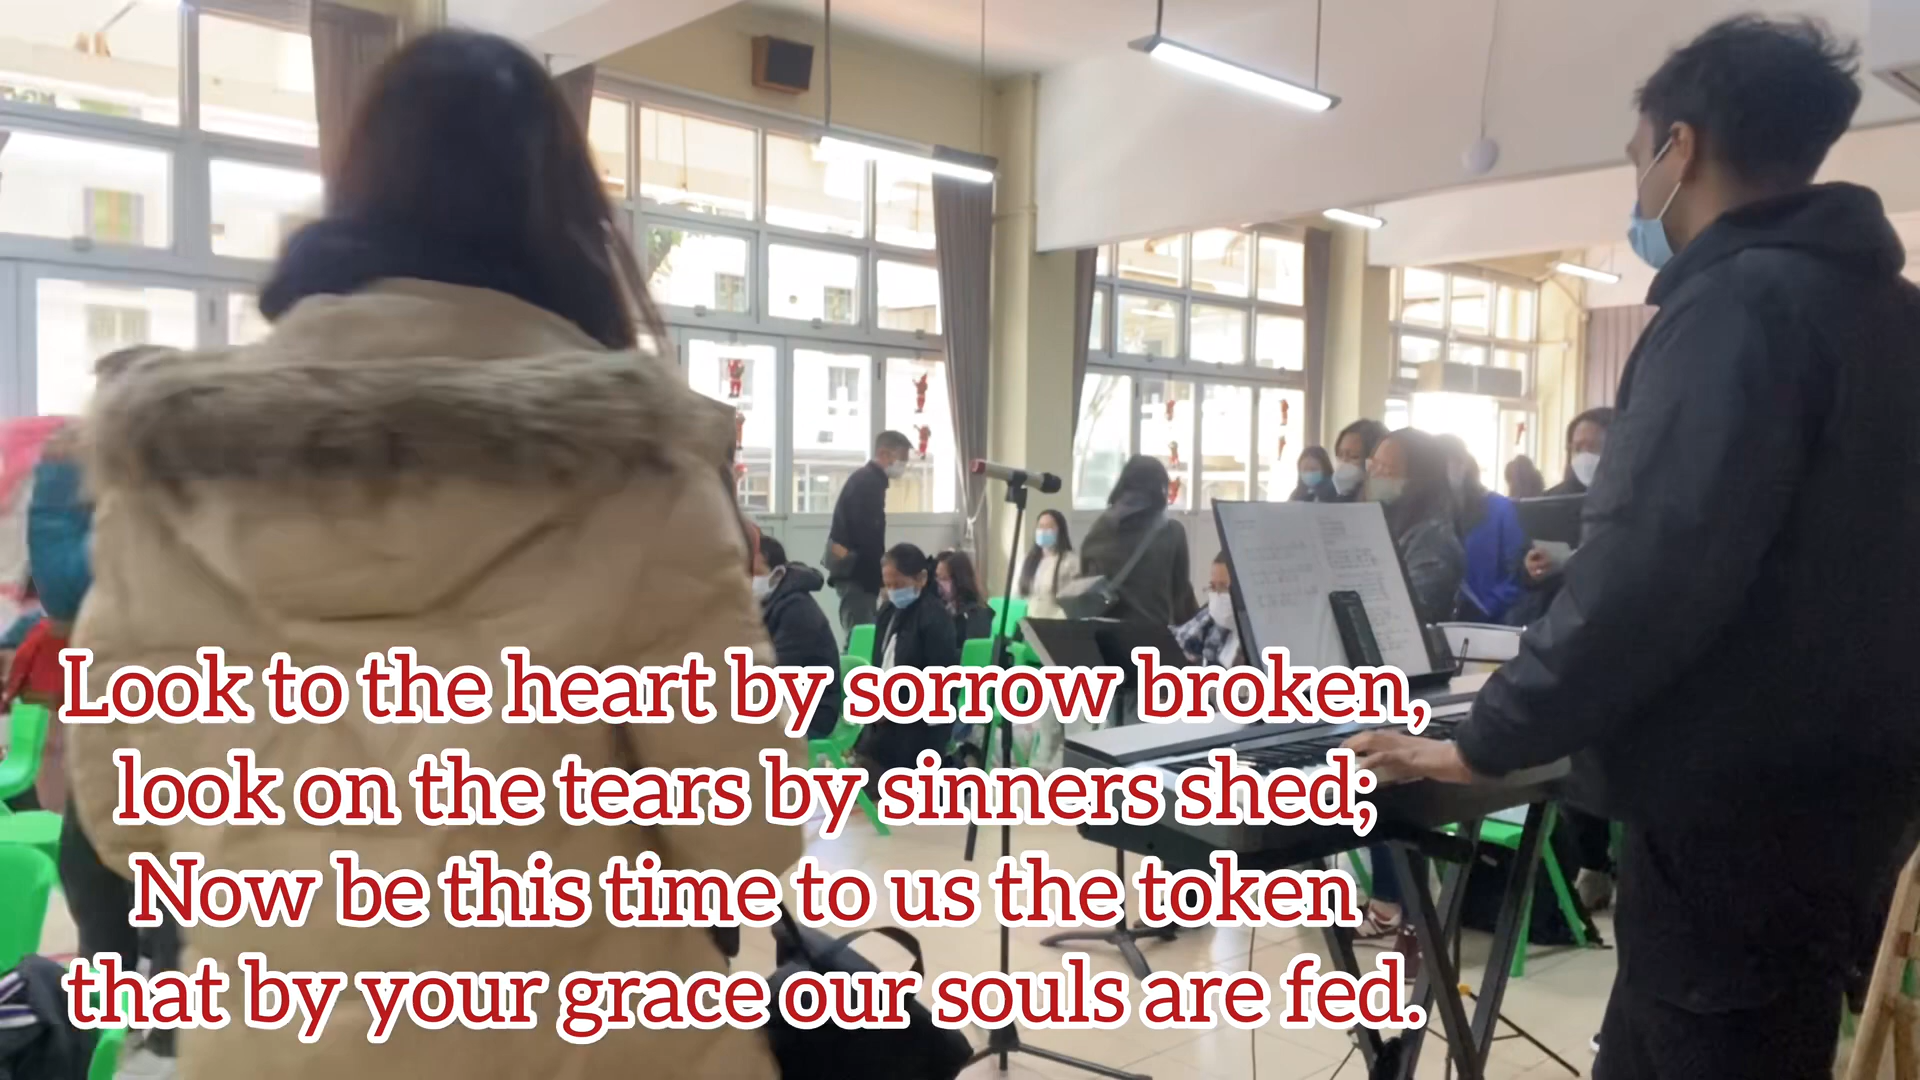 Look to the heart by sorrow broken,
look on the tears by sinners shed;
Now be this time to us the token
that by your grace our souls are fed.